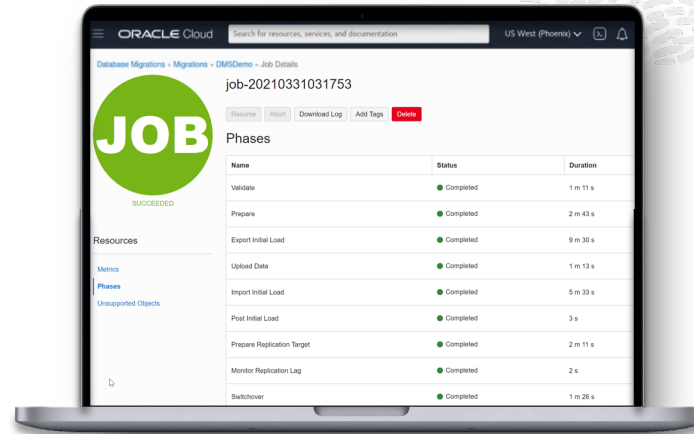 ORACLE Cloud
Search for resources, services, and documentation
US West (Phoenix)
Database Migrations » Migrations » DMSDemo » Job Details
JOB
SUCCEEDED
job-20210331031753
Resume Abort Download Log Add Tags Delete
Phases
Name Status Duration
Validate Completed 1 m 11 s
Prepare Completed 2 m 43 s
Export Initial Load Completed 9 m 30 s
Upload Data Completed 1 m 13 s
Import Initial Load Completed 5 m 33 s
Post Initial Load Completed 3 s
Prepare Replication Target Completed 2 m 11 s
Monitor Replication Lag Completed 2 s
Switchover Completed 1 m 26 s
Resources
Metrics
Phases
Unsupported Objects